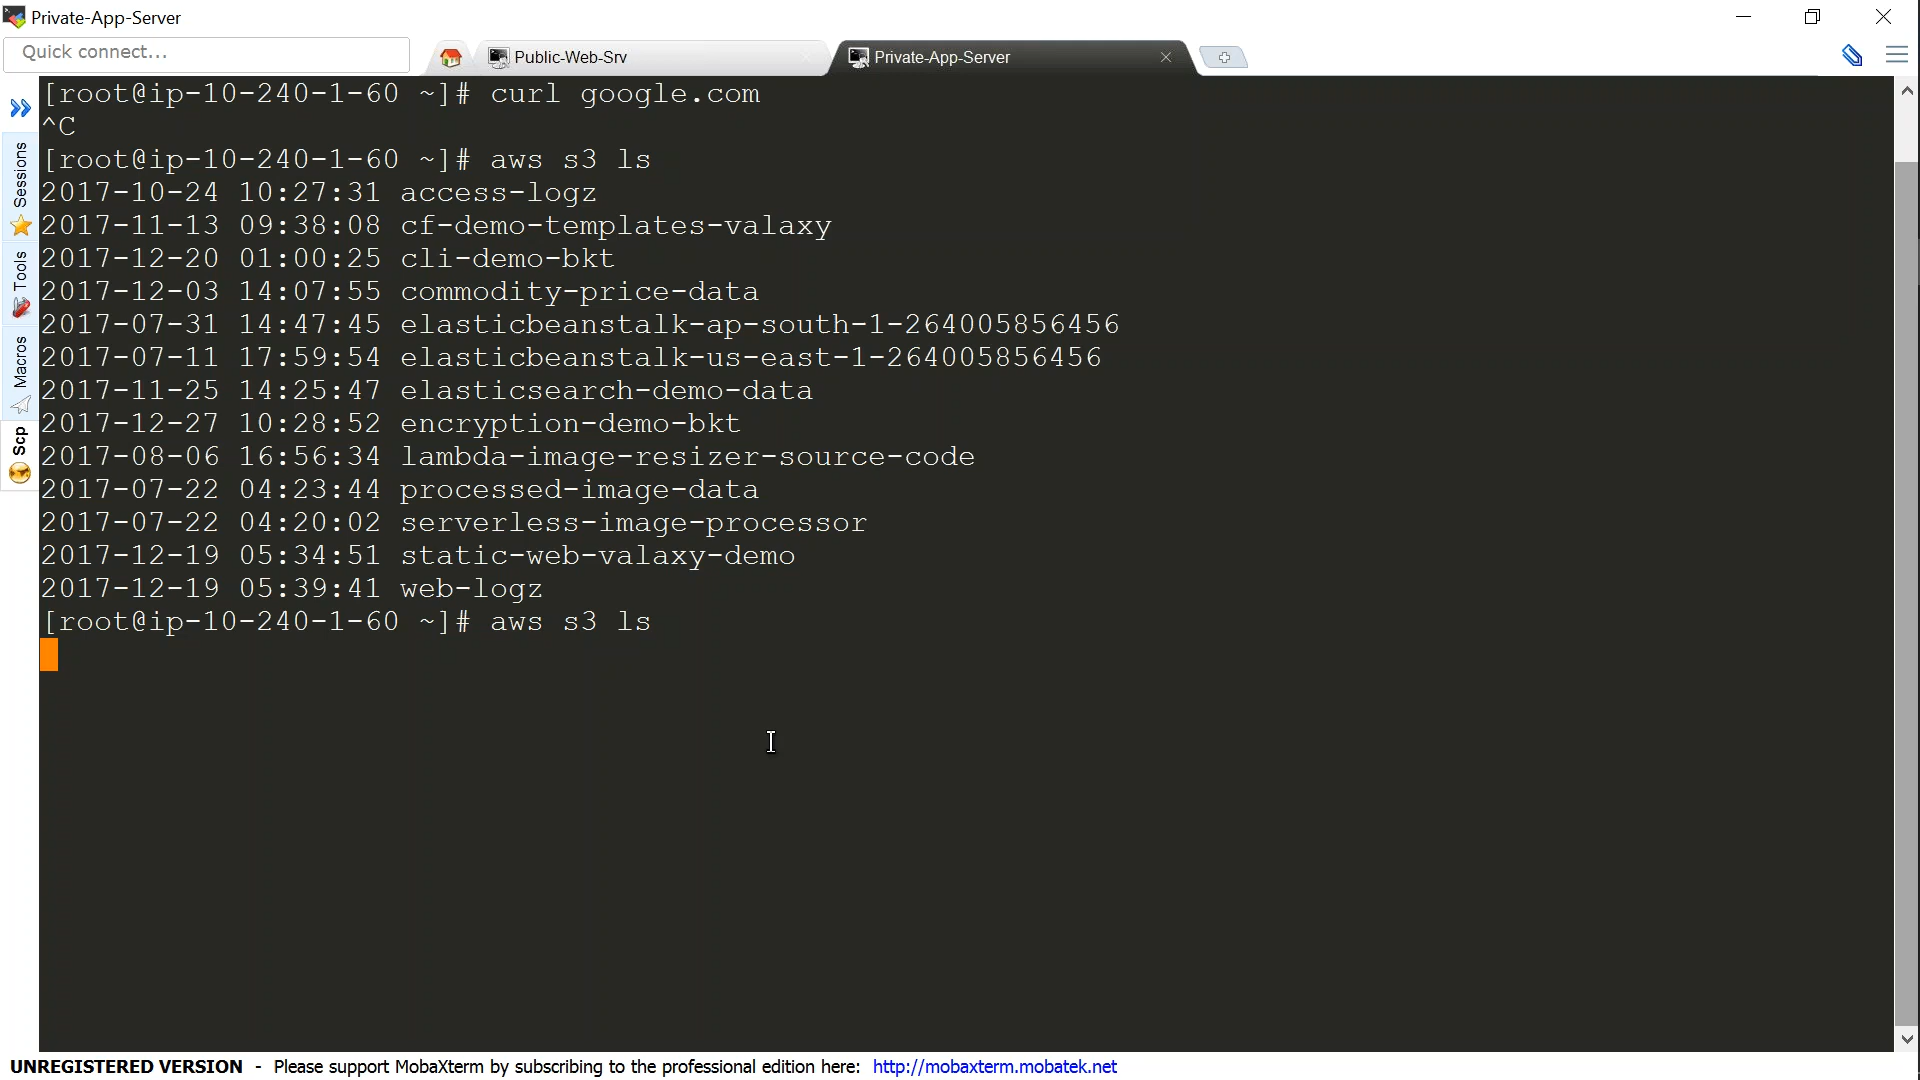 Private-App-Server
Quick connect...
Public-Web-Srv
Private-App-Server
Sessions
Tools
Macros
Scp
[root@ip-10-240-1-60 ~]# curl google.com
^C
[root@ip-10-240-1-60 ~]# aws s3 ls
2017-10-24 10:27:31 access-logz
2017-11-13 09:38:08 cf-demo-templates-valaxy
2017-12-20 01:00:25 cli-demo-bkt
2017-12-03 14:07:55 commodity-price-data
2017-07-31 14:47:45 elasticbeanstalk-ap-south-1-264005856456
2017-07-11 17:59:54 elasticbeanstalk-us-east-1-264005856456
2017-11-25 14:25:47 elasticsearch-demo-data
2017-12-27 10:28:52 encryption-demo-bkt
2017-08-06 16:56:34 lambda-image-resizer-source-code
2017-07-22 04:23:44 processed-image-data
2017-07-22 04:20:02 serverless-image-processor
2017-12-19 05:34:51 static-web-valaxy-demo
2017-12-19 05:39:41 web-logz
[root@ip-10-240-1-60 ~]# aws s3 ls
UNREGISTERED VERSION - Please support MobaXterm by subscribing to the professional edition here: http://mobaxterm.mobatek.net